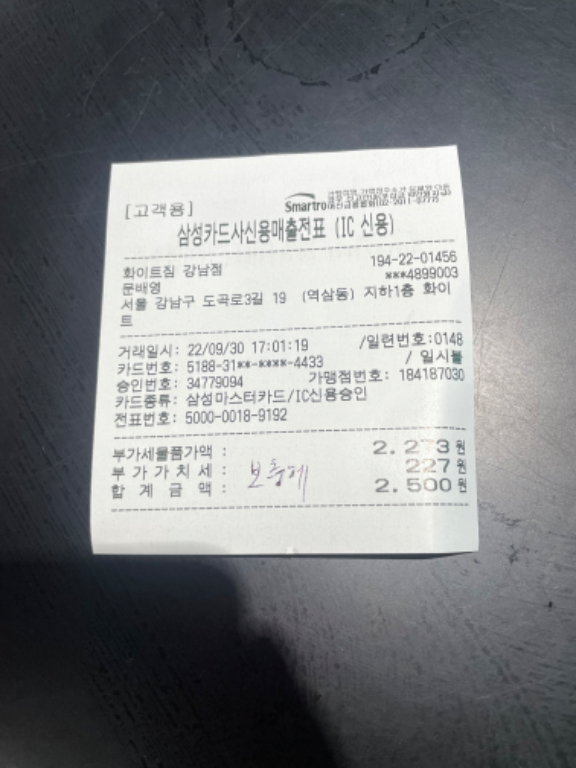 [고객용]
Smartro
삼성카드사신용매출전표 (IC 신용)
화이트짐 강남점 194-22-01456
문배영 ***4899003
서울 강남구 도곡로3길 19 (역삼동) 지하1층 화이
트
거래일시: 22/09/30 17:01:19 /일련번호:0148
카드번호: 5188-31**-****-4433 / 일시불
승인번호: 34779094 가맹점번호: 184187030
카드종류: 삼성마스터카드/IC신용승인
전표번호: 5000-0018-9192
부가세물품가액 : 2.273원
부 가 가 치 세 : 227원
합 계 금 액 : 2.500원
보충제